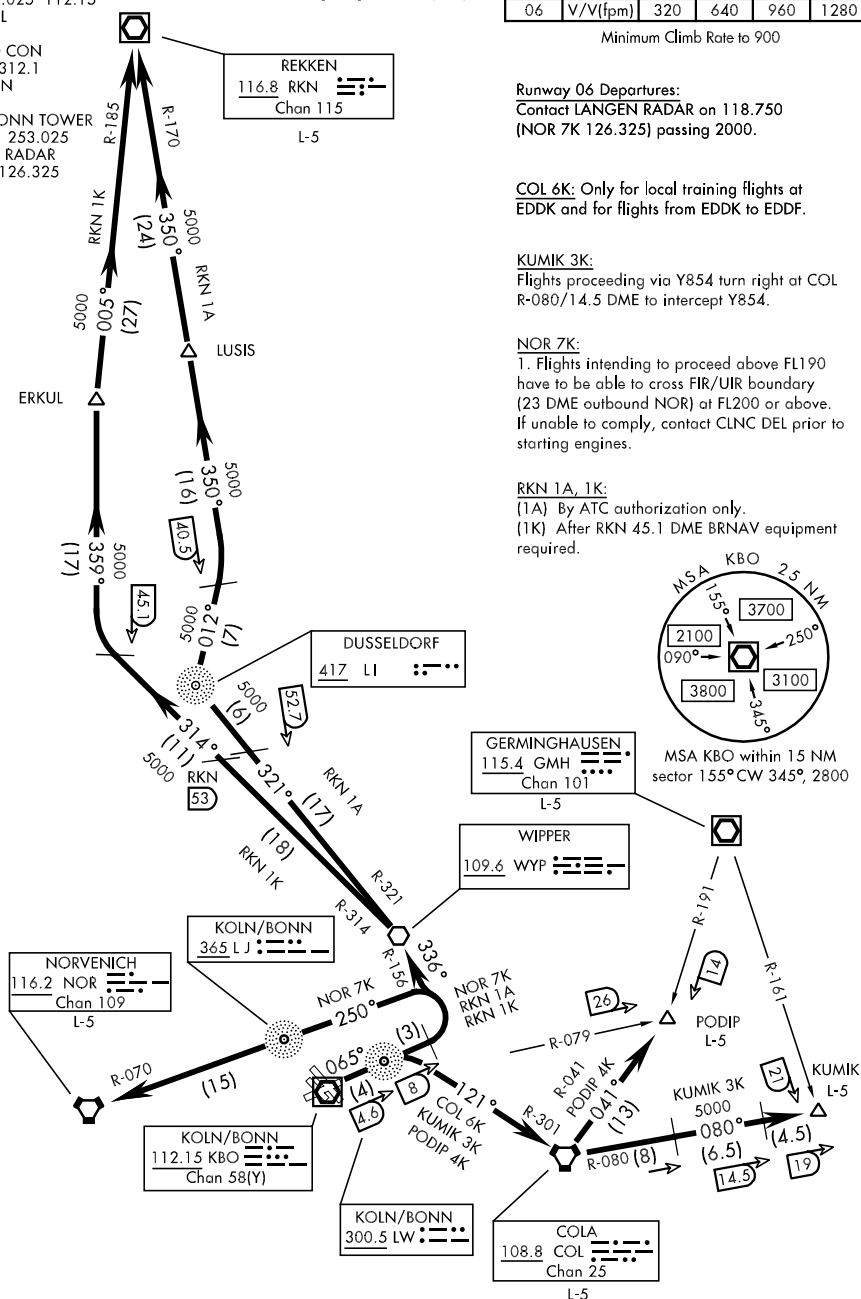 L
CON
312.1
N
ONN TOWER
253.025
RADAR
126.325
06 V/V(fpm) 320 640 960 1280
Minimum Climb Rate to 900
Runway 06 Departures:
Contact LANGEN RADAR on 118.750
(NOR 7K 126.325) passing 2000.
COL 6K: Only for local training flights at
EDDK and for flights from EDDK to EDDF.
KUMIK 3K:
Flights proceeding via Y854 turn right at COL
R-080/14.5 DME to intercept Y854.
NOR 7K:
1. Flights intending to proceed above FL190
have to be able to cross FIR/UIR boundary
(23 DME outbound NOR) at FL200 or above.
If unable to comply, contact CLNC DEL prior to
starting engines.
RKN 1A, 1K:
(1A) By ATC authorization only.
(1K) After RKN 45.1 DME BRNAV equipment
required.
MSA KBO 25 NM
155°
3700
250°
2100
090°
3100
3800
345°
MSA KBO within 15 NM
sector 155° CW 345°, 2800
REKKEN
116.8 RKN
Chan 115
L-5
R-185
R-170
RKN 1K
5000
350°
(24)
RKN 1A
5000
005°
(27)
LUSIS
ERKUL
5000
350°
(16)
5000
359°
(17)
40.5
45.1
5000
012°
(7)
DUSSELDORF
417 LI
5000
(6)
52.7
314°
(11)
5000
RKN
53
321°
(17)
RKN 1A
(18)
RKN 1K
R-321
R-314
GERMINGHAUSEN
115.4 GMH
Chan 101
L-5
WIPPER
109.6 WYP
R-191
R-161
KOLN/BONN
365 LJ
NORVENICH
116.2 NOR
Chan 109
L-5
R-156
336°
NOR 7K
RKN 1A
RKN 1K
NOR 7K
250°
R-070
(15)
(3)
065°
(4)
4.6
8
121°
COL 6K
KUMIK 3K
PODIP 4K
R-301
26
14
R-079
PODIP
L-5
R-041
PODIP 4K
041°
(13)
21
KUMIK
L-5
KUMIK 3K
5000
080°
R-080 (8)
(6.5)
(4.5)
14.5
19
KOLN/BONN
112.15 KBO
Chan 58(Y)
KOLN/BONN
300.5 LW
COLA
108.8 COL
Chan 25
L-5